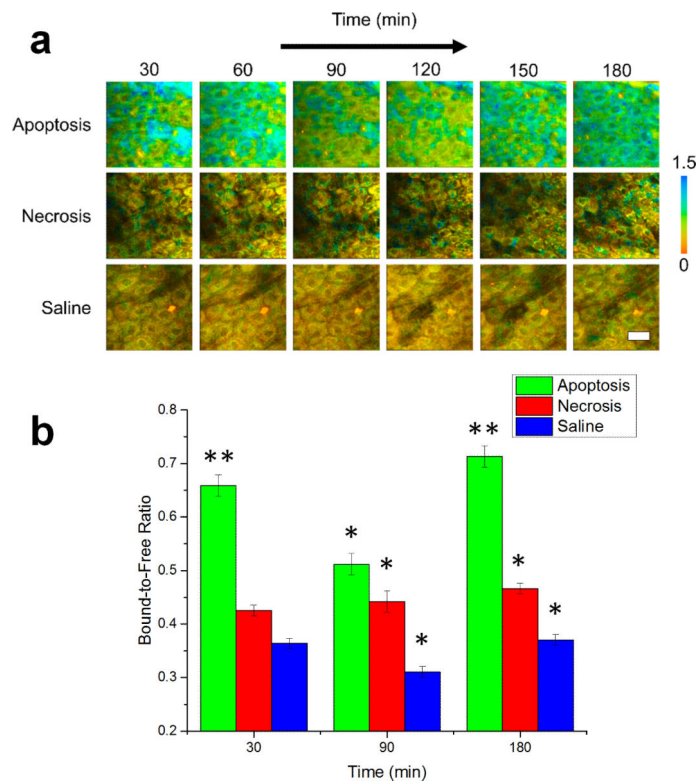 a
Time (min)
30 60 90 120 150 180
Apoptosis
1.5
Necrosis
0
Saline
b
Apoptosis
Necrosis
Saline
0.8
0.7
0.6
0.5
0.4
0.3
0.2
Bound-to-Free Ratio
** * * * ** * *
30 90 180
Time (min)